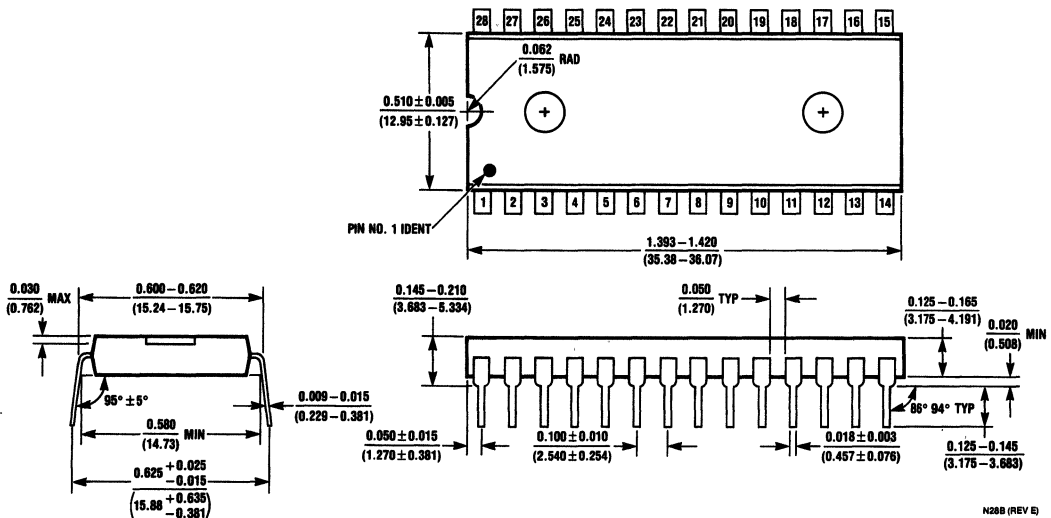 28 27 26 25 24 23 22 21 20 19 18 17 16 15
0.062
(1.575)
RAD
0.510 ± 0.005
(12.95 ± 0.127)
PIN NO. 1 IDENT
1 2 3 4 5 6 7 8 9 10 11 12 13 14
1.393 – 1.420
(35.38 – 36.07)
0.030
(0.762)
MAX
0.600 – 0.620
(15.24 – 15.75)
95° ± 5°
0.580
(14.73)
MIN
0.009 – 0.015
(0.229 – 0.381)
0.625 + 0.025
– 0.015
(15.88 + 0.635
– 0.381)
0.145 – 0.210
(3.683 – 5.334)
0.050
(1.270)
TYP
0.125 – 0.165
(3.175 – 4.191)
0.020
(0.508)
MIN
86° 94° TYP
0.050 ± 0.015
(1.270 ± 0.381)
0.100 ± 0.010
(2.540 ± 0.254)
0.018 ± 0.003
(0.457 ± 0.076)
0.125 – 0.145
(3.175 – 3.683)
N28B (REV E)